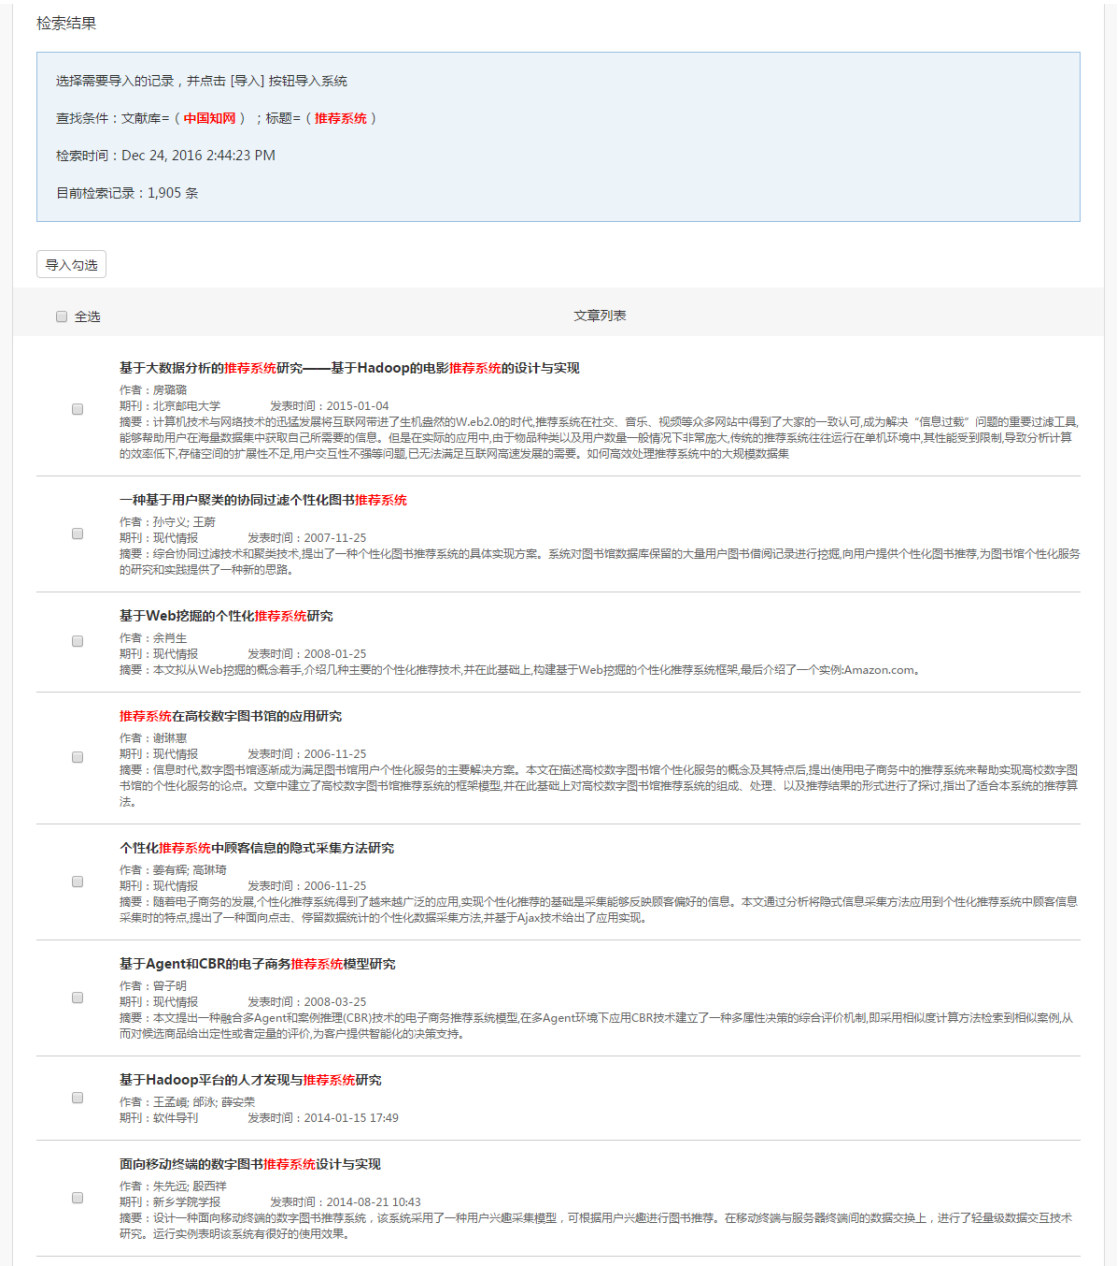 检索结果
选择需要导入的记录，并点击 [导入] 按钮导入系统
查找条件：文献库=（ 中国知网 ） ；标题=（ 推荐系统 ）
检索时间：Dec 24, 2016 2:44:23 PM
目前检索记录：1,905 条
导入勾选
全选 文章列表
基于大数据分析的推荐系统研究——基于Hadoop的电影推荐系统的设计与实现
作者：房璐璐
期刊：北京邮电大学 发表时间：2015-01-04
摘要：计算机技术与网络技术的迅猛发展将互联网带进了生机盎然的W.eb2.0的时代,推荐系统在社交、音乐、视频等众多网站中得到了大家的一致认可,成为解决“信息过载”问题的重要过滤工具,
能够帮助用户在海量数据集中获取自己所需要的信息。但是在实际的应用中,由于物品种类以及用户数量一般情况下非常庞大,传统的推荐系统往往运行在单机环境中,其性能受到限制,导致分析计算
的效率低下,存储空间的扩展性不足,用户交互性不强等问题,已无法满足互联网高速发展的需要。如何高效处理推荐系统中的大规模数据集
一种基于用户聚类的协同过滤个性化图书推荐系统
作者：孙守义; 王蔚
期刊：现代情报 发表时间：2007-11-25
摘要：综合协同过滤技术和聚类技术,提出了一种个性化图书推荐系统的具体实现方案。系统对图书馆数据库保留的大量用户图书借阅记录进行挖掘,向用户提供个性化图书推荐,为图书馆个性化服务
的研究和实践提供了一种新的思路。
基于Web挖掘的个性化推荐系统研究
作者：余肖生
期刊：现代情报 发表时间：2008-01-25
摘要：本文拟从Web挖掘的概念着手,介绍几种主要的个性化推荐技术,并在此基础上,构建基于Web挖掘的个性化推荐系统框架,最后介绍了一个实例:Amazon.com。
推荐系统在高校数字图书馆的应用研究
作者：谢琳惠
期刊：现代情报 发表时间：2006-11-25
摘要：信息时代,数字图书馆逐渐成为满足图书馆用户个性化服务的主要解决方案。本文在描述高校数字图书馆个性化服务的概念及其特点后,提出使用电子商务中的推荐系统来帮助实现高校数字图
书馆的个性化服务的论点。文章中建立了高校数字图书馆推荐系统的框架模型,并在此基础上对高校数字图书馆推荐系统的组成、处理、以及推荐结果的形式进行了探讨,指出了适合本系统的推荐算
法。
个性化推荐系统中顾客信息的隐式采集方法研究
作者：姜有辉; 高琳琦
期刊：现代情报 发表时间：2006-11-25
摘要：随着电子商务的发展,个性化推荐系统得到了越来越广泛的应用,实现个性化推荐的基础是采集能够反映顾客偏好的信息。本文通过分析将隐式信息采集方法应用到个性化推荐系统中顾客信息
采集时的特点,提出了一种面向点击、停留数据统计的个性化数据采集方法,并基于Ajax技术给出了应用实现。
基于Agent和CBR的电子商务推荐系统模型研究
作者：曾子明
期刊：现代情报 发表时间：2008-03-25
摘要：本文提出一种融合多Agent和案例推理(CBR)技术的电子商务推荐系统模型,在多Agent环境下应用CBR技术建立了一种多属性决策的综合评价机制,即采用相似度计算方法检索到相似案例,从
而对候选商品给出定性或者定量的评价,为客户提供智能化的决策支持。
基于Hadoop平台的人才发现与推荐系统研究
作者：王孟 邰泳; 薛安荣
期刊：软件导刊 发表时间：2014-01-15 17:49
面向移动终端的数字图书推荐系统设计与实现
作者：朱先远; 殷西祥
期刊：新乡学院学报 发表时间：2014-08-21 10:43
摘要：设计一种面向移动终端的数字图书推荐系统，该系统采用了一种用户兴趣采集模型，可根据用户兴趣进行图书推荐。在移动终端与服务器终端间的数据交换上，进行了轻量级数据交互技术
研究。运行实例表明该系统有很好的使用效果。